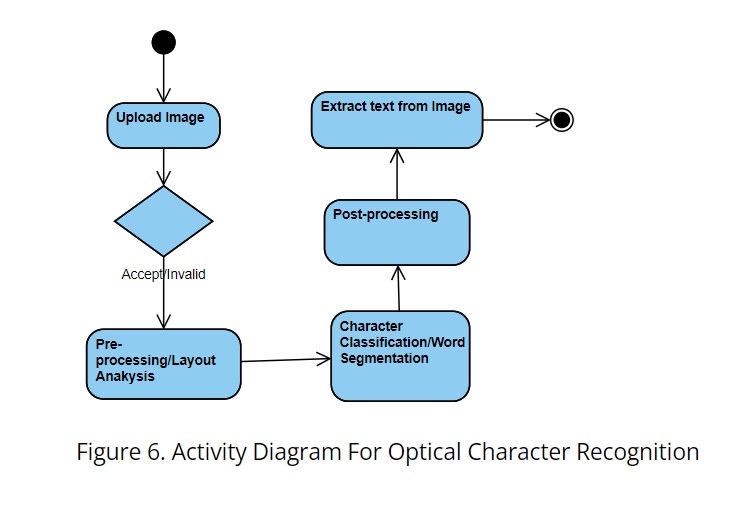 Upload Image
Accept/Invalid
Pre-
processing/Layout
Anakysis
Character
Classification/Word
Segmentation
Post-processing
Extract text from Image
Figure 6. Activity Diagram For Optical Character Recognition